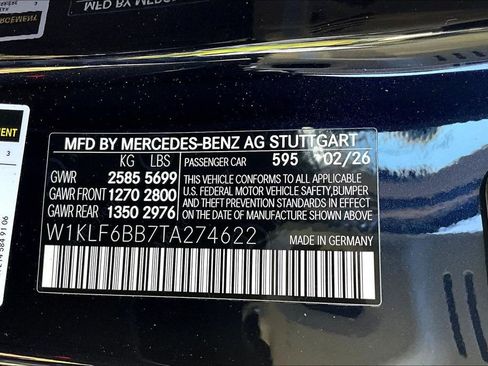 MFD BY MERCEDES-BENZ AG STUTTGART
KG LBS PASSENGER CAR 595 02/26
GVWR 2585 5699
GAWR FRONT 1270 2800
GAWR REAR 1350 2976
THIS VEHICLE CONFORMS TO ALL APPLICABLE
U.S. FEDERAL MOTOR VEHICLE SAFETY,BUMPER
AND THEFT PREVENTION STANDARDS IN
EFFECT ON THE DATE OF MANUFACTURE
SHOWN ABOVE.
W1KLF6BB7TA274622 MADE IN GERMANY